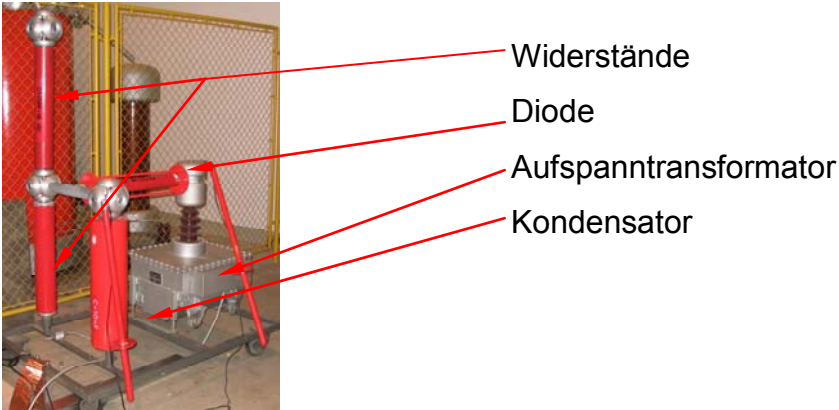 Widerstände
Diode
Aufspanntransformator
Kondensator